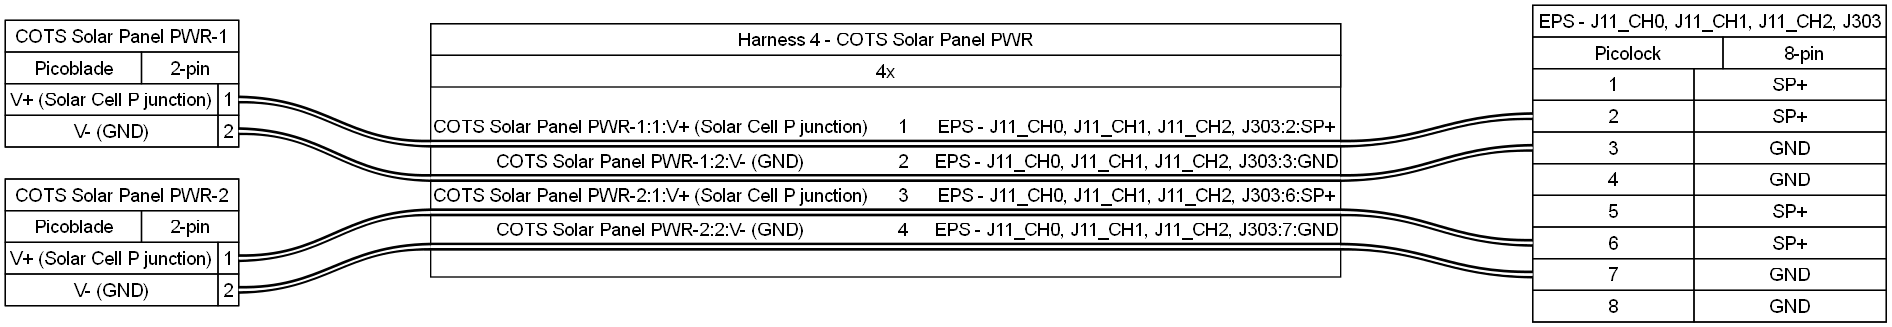 COTS Solar Panel PWR-1
Picoblade 2-pin
V+ (Solar Cell P junction) 1
V- (GND) 2
COTS Solar Panel PWR-2
Picoblade 2-pin
V+ (Solar Cell P junction) 1
V- (GND) 2
Harness 4 - COTS Solar Panel PWR
4x
COTS Solar Panel PWR-1:1:V+ (Solar Cell P junction) 1 EPS - J11_CH0, J11_CH1, J11_CH2, J303:2:SP+
COTS Solar Panel PWR-1:2:V- (GND) 2 EPS - J11_CH0, J11_CH1, J11_CH2, J303:3:GND
COTS Solar Panel PWR-2:1:V+ (Solar Cell P junction) 3 EPS - J11_CH0, J11_CH1, J11_CH2, J303:6:SP+
COTS Solar Panel PWR-2:2:V- (GND) 4 EPS - J11_CH0, J11_CH1, J11_CH2, J303:7:GND
EPS - J11_CH0, J11_CH1, J11_CH2, J303
Picolock 8-pin
1 SP+
2 SP+
3 GND
4 GND
5 SP+
6 SP+
7 GND
8 GND